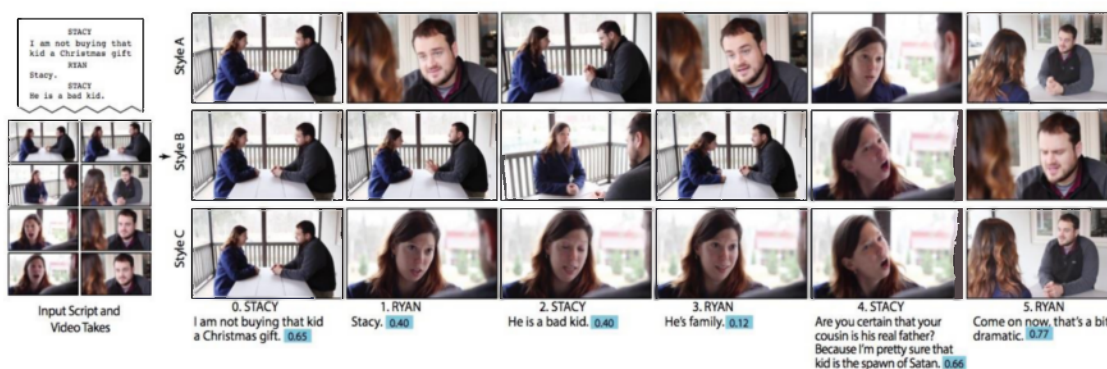 STACY
I am not buying that
kid a Christmas gift
RYAN
Stacy.
STACY
He is a bad kid.
Input Script and
Video Takes
Style A
Style B
Style C
0. STACY
I am not buying that kid
a Christmas gift. 0.65
1. RYAN
Stacy. 0.40
2. STACY
He is a bad kid. 0.40
3. RYAN
He's family. 0.12
4. STACY
Are you certain that your
cousin is his real father?
Because I'm pretty sure that
kid is the spawn of Satan. 0.66
5. RYAN
Come on now, that's a bit
dramatic. 0.77